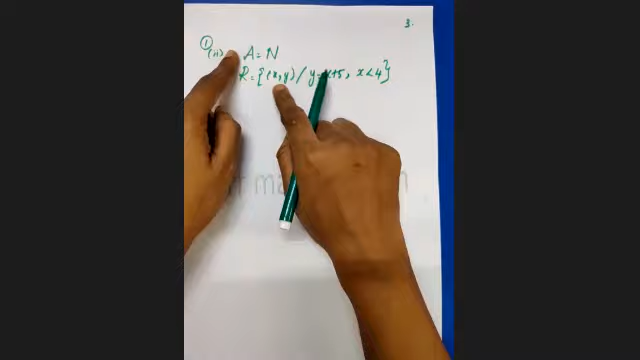 3.
① (ii) A = N
R = {(x, y) / y = x+5, x < 4}